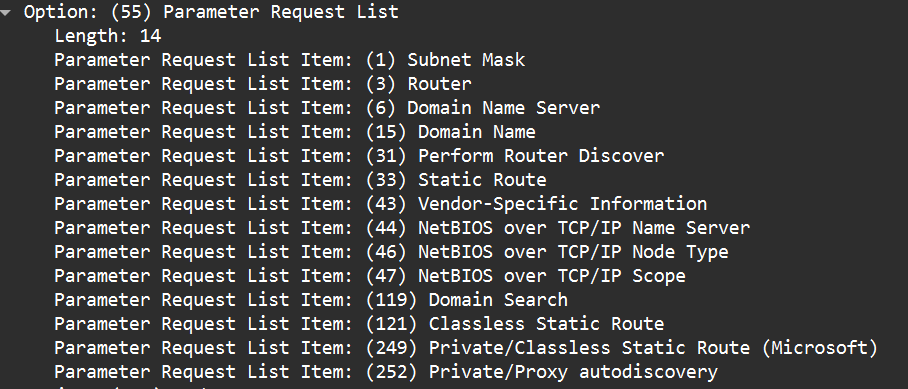 Option: (55) Parameter Request List
Length: 14
Parameter Request List Item: (1) Subnet Mask
Parameter Request List Item: (3) Router
Parameter Request List Item: (6) Domain Name Server
Parameter Request List Item: (15) Domain Name
Parameter Request List Item: (31) Perform Router Discover
Parameter Request List Item: (33) Static Route
Parameter Request List Item: (43) Vendor-Specific Information
Parameter Request List Item: (44) NetBIOS over TCP/IP Name Server
Parameter Request List Item: (46) NetBIOS over TCP/IP Node Type
Parameter Request List Item: (47) NetBIOS over TCP/IP Scope
Parameter Request List Item: (119) Domain Search
Parameter Request List Item: (121) Classless Static Route
Parameter Request List Item: (249) Private/Classless Static Route (Microsoft)
Parameter Request List Item: (252) Private/Proxy autodiscovery